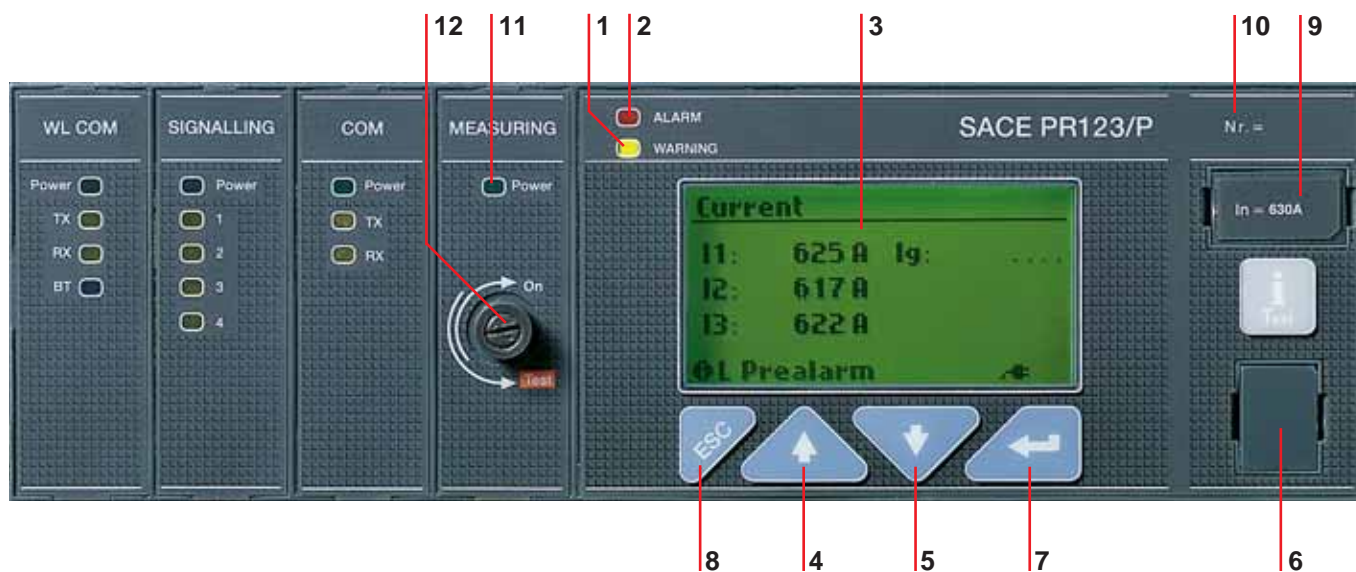 12 11 1 2 3 10 9
WL COM
Power
TX
RX
BT
SIGNALLING
Power
1
2
3
4
COM
Power
TX
RX
MEASURING
Power
On
Test
ALARM
WARNING
SACE PR123/P
Current
I1: 625 A Ig: ....
I2: 617 A
I3: 622 A
L Prealarm
ESC
Nr. =
In = 630A
i
Test
8 4 5 7 6